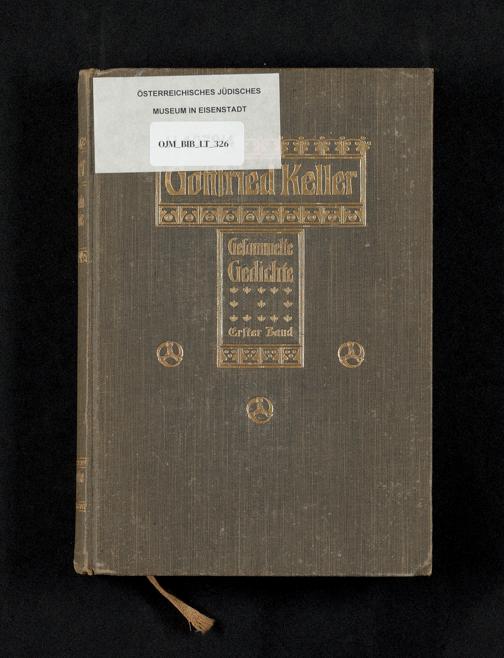 ÖSTERREICHISCHES JÜDISCHES
MUSEUM IN EISENSTADT
OJM_BIB_LT_326
Gottfried Keller
Gesammelte
Gedichte
Erster Band